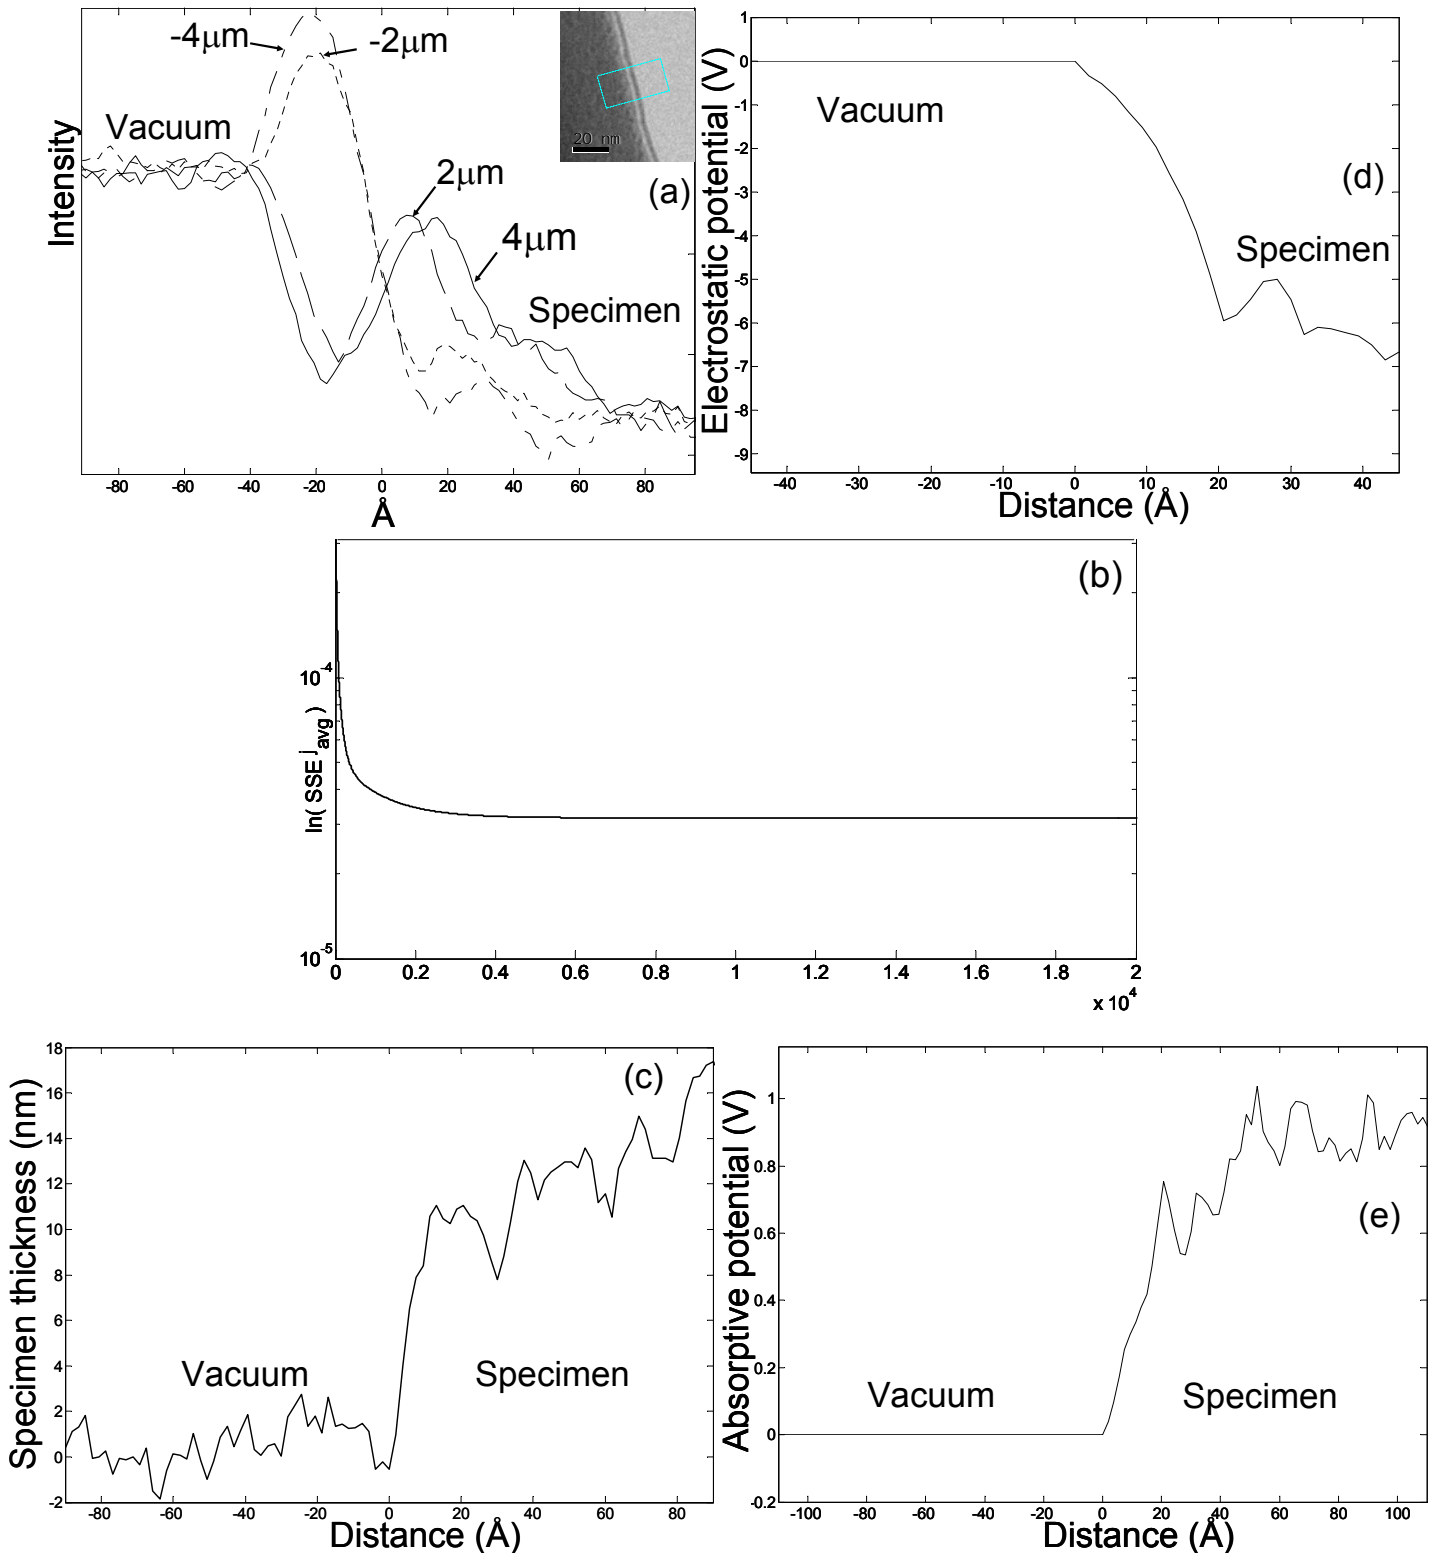 -4μm
-2μm
Vacuum
20 nm
(a)
2μm
4μm
Specimen
Intensity
-80 -60 -40 -20 0 20 40 60 80
Å
1
0
-1
-2
-3
-4
-5
-6
-7
-8
-9
Electrostatic potential (V)
Vacuum
(d)
Specimen
-40 -30 -20 -10 0 10 20 30 40
Distance (Å)
(b)
10⁻⁴
ln( SSEʲavg )
10⁻⁵
0 0.2 0.4 0.6 0.8 1 1.2 1.4 1.6 1.8 2
x 10⁴
18
16
14
12
10
8
6
4
2
0
-2
Specimen thickness (nm)
(c)
Vacuum
Specimen
-80 -60 -40 -20 0 20 40 60 80
Distance (Å)
1
0.8
0.6
0.4
0.2
0
-0.2
Absorptive potential (V)
(e)
Vacuum
Specimen
-100 -80 -60 -40 -20 0 20 40 60 80 100
Distance (Å)